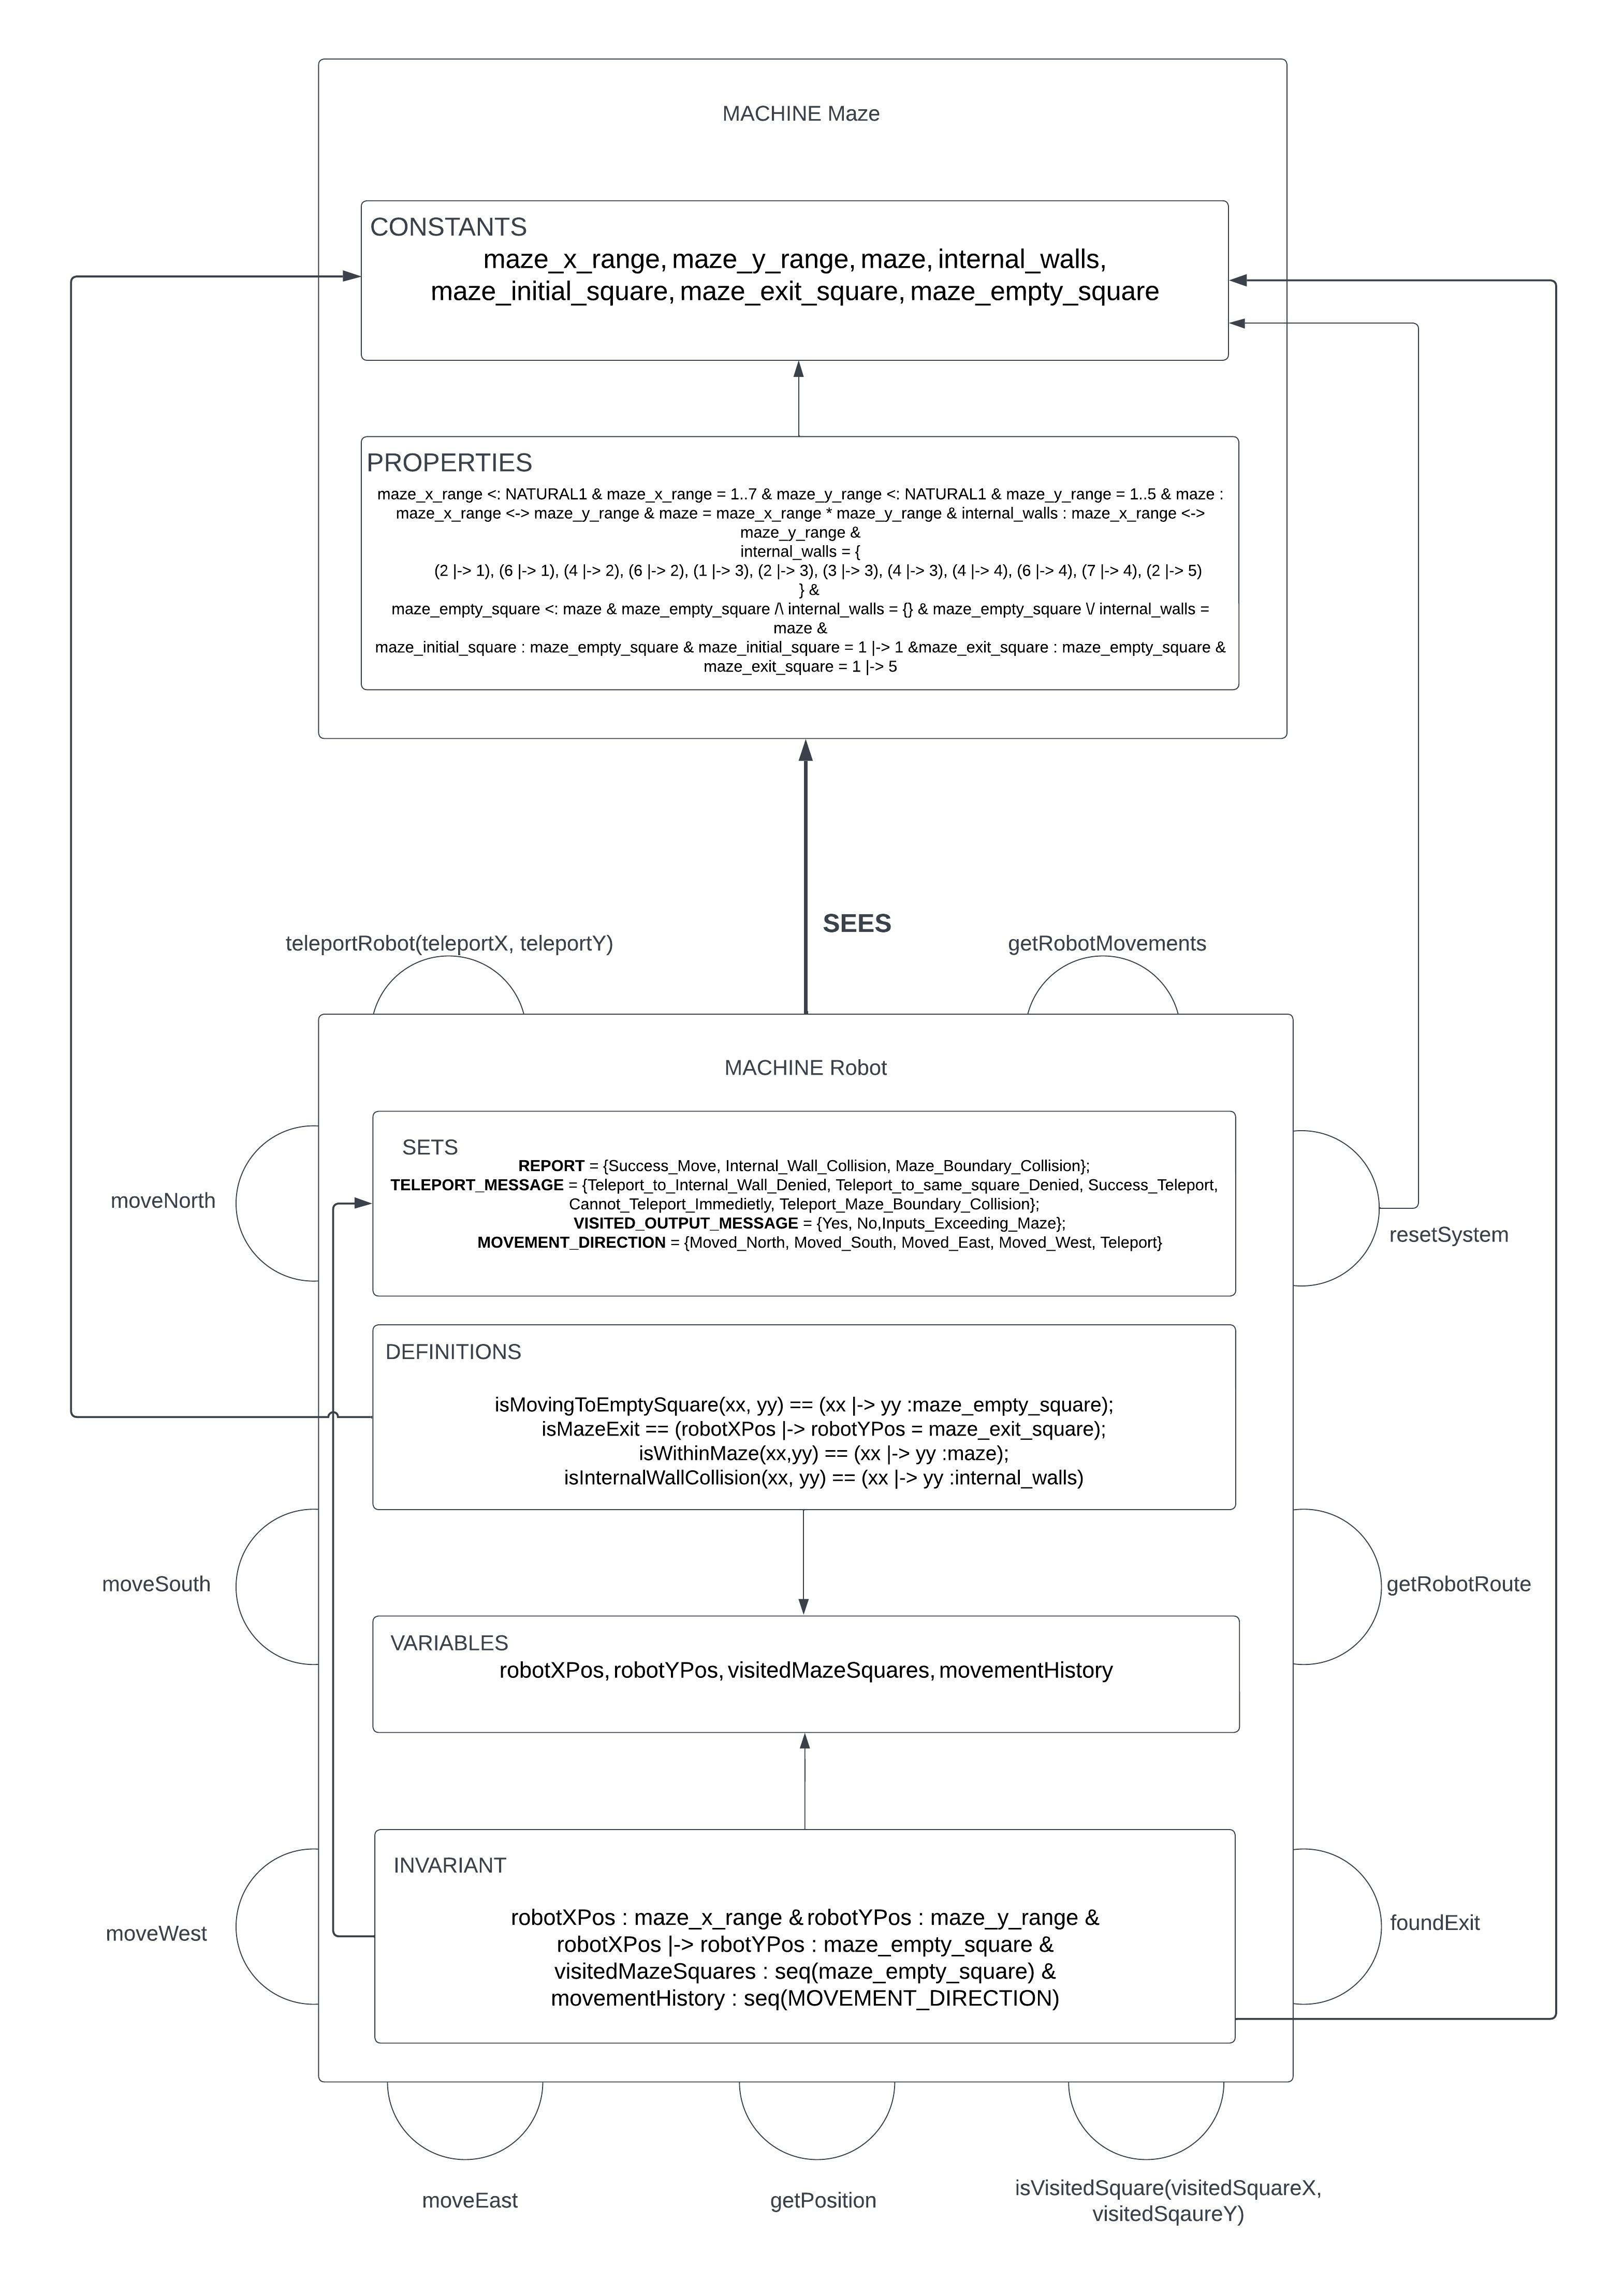 MACHINE Maze
CONSTANTS
maze_x_range, maze_y_range, maze, internal_walls,
maze_initial_square, maze_exit_square, maze_empty_square
PROPERTIES
maze_x_range <: NATURAL1 & maze_x_range = 1..7 & maze_y_range <: NATURAL1 & maze_y_range = 1..5 & maze :
maze_x_range <-> maze_y_range & maze = maze_x_range * maze_y_range & internal_walls : maze_x_range <->
maze_y_range &
internal_walls = {
(2 |-> 1), (6 |-> 1), (4 |-> 2), (6 |-> 2), (1 |-> 3), (2 |-> 3), (3 |-> 3), (4 |-> 3), (4 |-> 4), (6 |-> 4), (7 |-> 4), (2 |-> 5)
} &
maze_empty_square <: maze & maze_empty_square /\ internal_walls = {} & maze_empty_square \/ internal_walls =
maze &
maze_initial_square : maze_empty_square & maze_initial_square = 1 |-> 1 &maze_exit_square : maze_empty_square &
maze_exit_square = 1 |-> 5
SEES
teleportRobot(teleportX, teleportY)
getRobotMovements
MACHINE Robot
SETS
REPORT = {Success_Move, Internal_Wall_Collision, Maze_Boundary_Collision};
TELEPORT_MESSAGE = {Teleport_to_Internal_Wall_Denied, Teleport_to_same_square_Denied, Success_Teleport,
Cannot_Teleport_Immedietly, Teleport_Maze_Boundary_Collision};
VISITED_OUTPUT_MESSAGE = {Yes, No,Inputs_Exceeding_Maze};
MOVEMENT_DIRECTION = {Moved_North, Moved_South, Moved_East, Moved_West, Teleport}
moveNorth
resetSystem
DEFINITIONS
isMovingToEmptySquare(xx, yy) == (xx |-> yy :maze_empty_square);
isMazeExit == (robotXPos |-> robotYPos = maze_exit_square);
isWithinMaze(xx,yy) == (xx |-> yy :maze);
isInternalWallCollision(xx, yy) == (xx |-> yy :internal_walls)
moveSouth
getRobotRoute
VARIABLES
robotXPos, robotYPos, visitedMazeSquares, movementHistory
INVARIANT
robotXPos : maze_x_range & robotYPos : maze_y_range &
robotXPos |-> robotYPos : maze_empty_square &
visitedMazeSquares : seq(maze_empty_square) &
movementHistory : seq(MOVEMENT_DIRECTION)
moveWest
foundExit
moveEast
getPosition
isVisitedSquare(visitedSquareX,
visitedSqaureY)